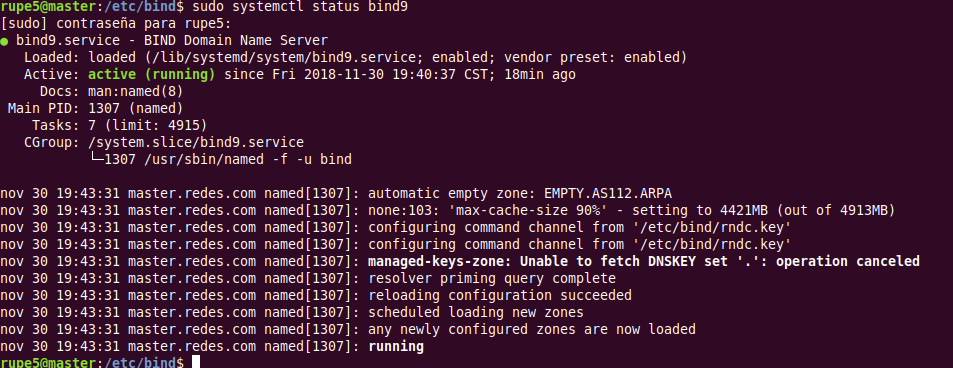 rupe5@master:/etc/bind$ sudo systemctl status bind9
[sudo] contraseña para rupe5:
● bind9.service - BIND Domain Name Server
   Loaded: loaded (/lib/systemd/system/bind9.service; enabled; vendor preset: enabled)
   Active: active (running) since Fri 2018-11-30 19:40:37 CST; 18min ago
     Docs: man:named(8)
 Main PID: 1307 (named)
    Tasks: 7 (limit: 4915)
   CGroup: /system.slice/bind9.service
           └─1307 /usr/sbin/named -f -u bind

nov 30 19:43:31 master.redes.com named[1307]: automatic empty zone: EMPTY.AS112.ARPA
nov 30 19:43:31 master.redes.com named[1307]: none:103: 'max-cache-size 90%' - setting to 4421MB (out of 4913MB)
nov 30 19:43:31 master.redes.com named[1307]: configuring command channel from '/etc/bind/rndc.key'
nov 30 19:43:31 master.redes.com named[1307]: configuring command channel from '/etc/bind/rndc.key'
nov 30 19:43:31 master.redes.com named[1307]: managed-keys-zone: Unable to fetch DNSKEY set '.': operation canceled
nov 30 19:43:31 master.redes.com named[1307]: resolver priming query complete
nov 30 19:43:31 master.redes.com named[1307]: reloading configuration succeeded
nov 30 19:43:31 master.redes.com named[1307]: scheduled loading new zones
nov 30 19:43:31 master.redes.com named[1307]: any newly configured zones are now loaded
nov 30 19:43:31 master.redes.com named[1307]: running
rupe5@master:/etc/bind$